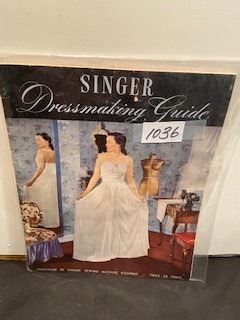 SINGER
Dressmaking Guide
1036
PUBLISHED BY SINGER SEWING MACHINE COMPANY
PRICE 25 CENTS